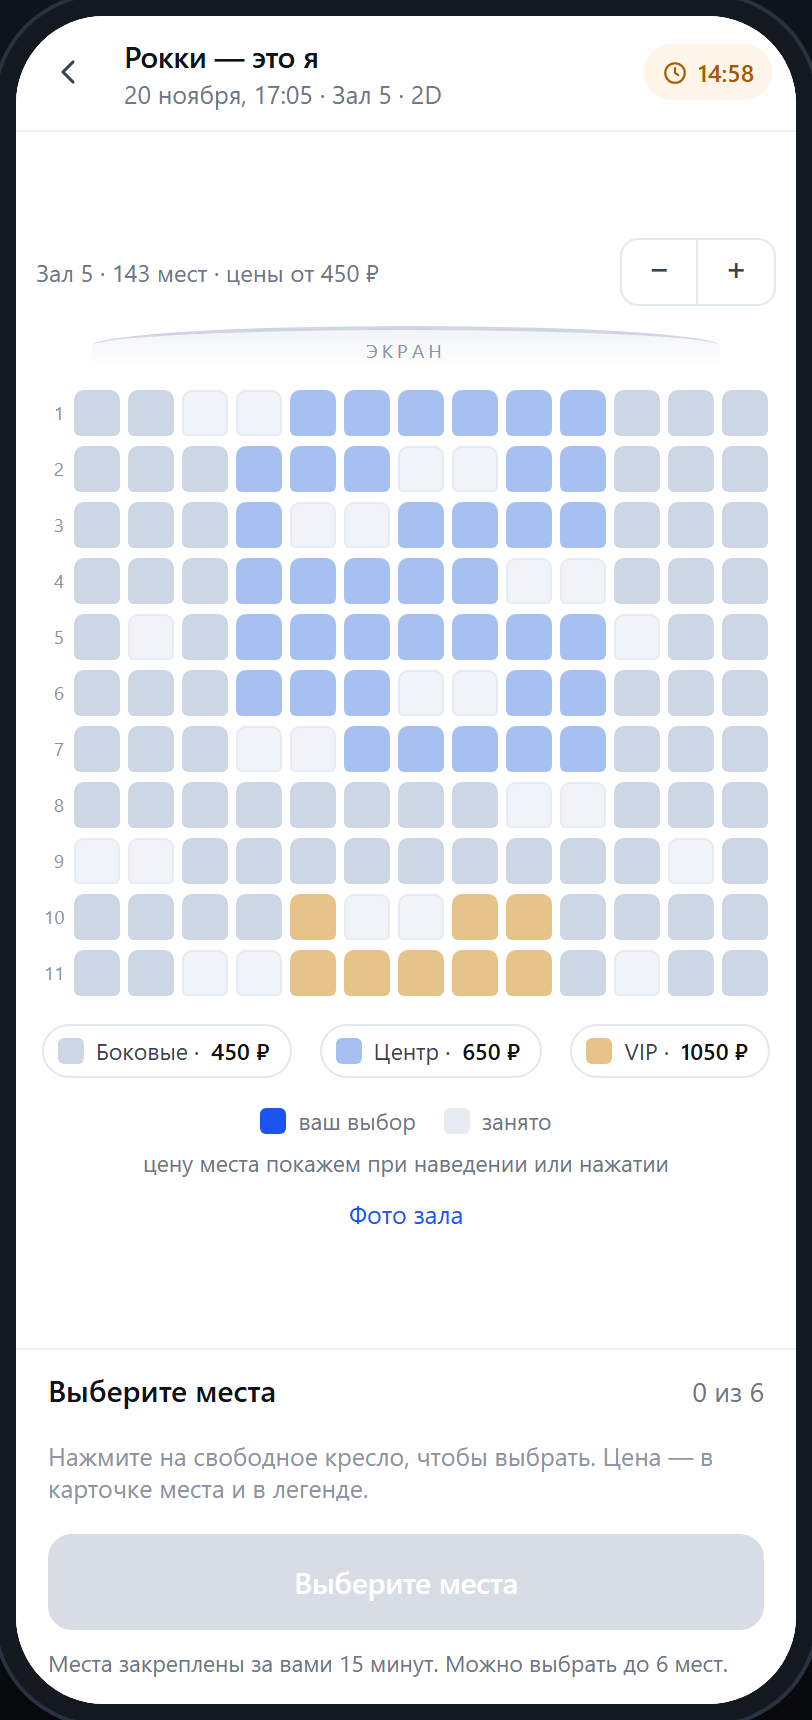 Рокки — это я
20 ноября, 17:05 · Зал 5 · 2D
14:58
Зал 5 · 143 мест · цены от 450 ₽
− +
ЭКРАН
1
2
3
4
5
6
7
8
9
10
11
Боковые · 450 ₽
Центр · 650 ₽
VIP · 1050 ₽
ваш выбор
занято
цену места покажем при наведении или нажатии
Фото зала
Выберите места
0 из 6
Нажмите на свободное кресло, чтобы выбрать. Цена — в
карточке места и в легенде.
Выберите места
Места закреплены за вами 15 минут. Можно выбрать до 6 мест.